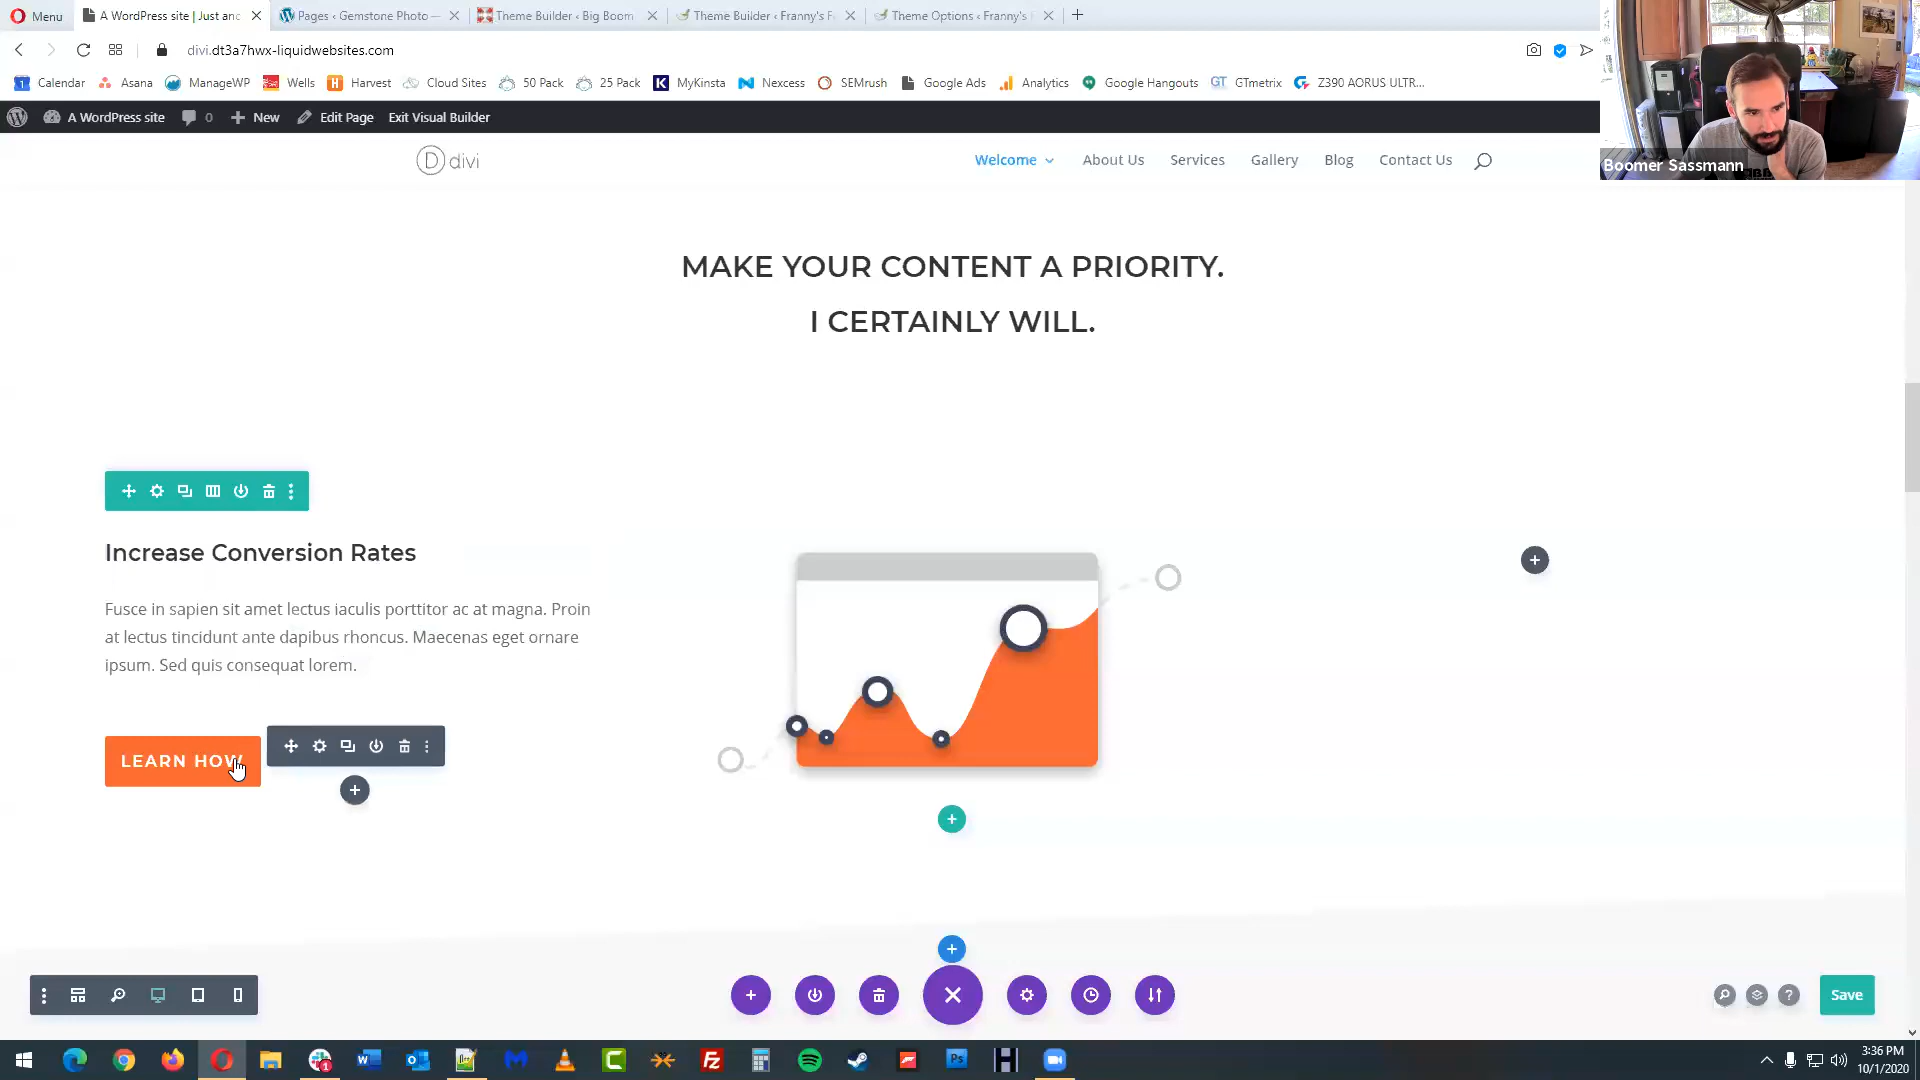 Menu
A WordPress site | Just anc
Pages ‹ Gemstone Photo —
Theme Builder ‹ Big Boom
Theme Builder ‹ Franny's F
Theme Options ‹ Franny's
divi.dt3a7hwx-liquidwebsites.com
Calendar
Asana
ManageWP
Wells
Harvest
Cloud Sites
50 Pack
25 Pack
MyKinsta
Nexcess
SEMrush
Google Ads
Analytics
Google Hangouts
GT GTmetrix
Z390 AORUS ULTR...
A WordPress site
0
New
Edit Page
Exit Visual Builder
Boomer Sassmann
D divi
Welcome
About Us
Services
Gallery
Blog
Contact Us
MAKE YOUR CONTENT A PRIORITY.
I CERTAINLY WILL.
Increase Conversion Rates
Fusce in sapien sit amet lectus iaculis porttitor ac at magna. Proin
at lectus tincidunt ante dapibus rhoncus. Maecenas eget ornare
ipsum. Sed quis consequat lorem.
LEARN HOW
Save
3:36 PM
10/1/2020